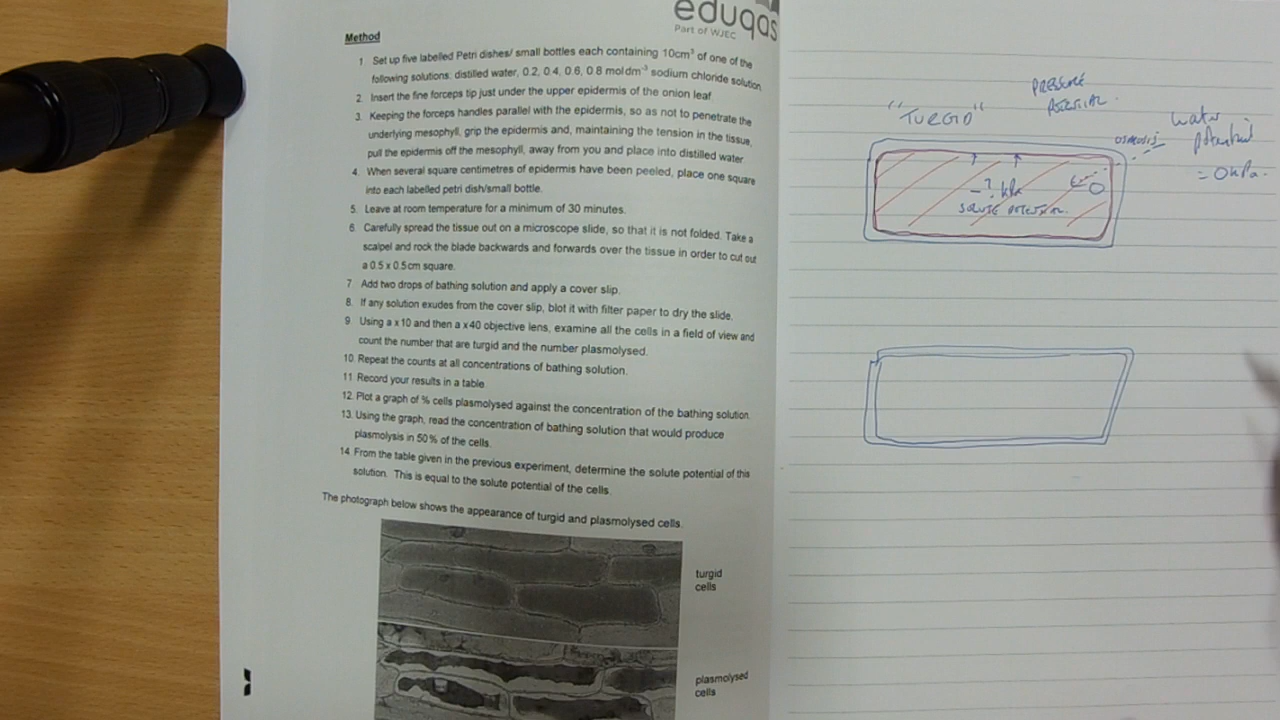 eduqas
Part of WJEC
Method
1 Set up five labelled Petri dishes/ small bottles each containing 10cm³ of one of the
following solutions: distilled water, 0.2, 0.4, 0.6, 0.8 moldm⁻³ sodium chloride solution
2. Insert the fine forceps tip just under the upper epidermis of the onion leaf
3. Keeping the forceps handles parallel with the epidermis, so as not to penetrate the
underlying mesophyll, grip the epidermis and, maintaining the tension in the tissue,
pull the epidermis off the mesophyll, away from you and place into distilled water
4. When several square centimetres of epidermis have been peeled, place one square
into each labelled petri dish/small bottle.
5. Leave at room temperature for a minimum of 30 minutes.
6. Carefully spread the tissue out on a microscope slide, so that it is not folded. Take a
scalpel and rock the blade backwards and forwards over the tissue in order to cut out
a 0.5 x 0.5cm square.
7 Add two drops of bathing solution and apply a cover slip.
8. If any solution exudes from the cover slip, blot it with filter paper to dry the slide.
9. Using a x10 and then a x40 objective lens, examine all the cells in a field of view and
count the number that are turgid and the number plasmolysed.
10. Repeat the counts at all concentrations of bathing solution.
11 Record your results in a table
12. Plot a graph of % cells plasmolysed against the concentration of the bathing solution.
13. Using the graph, read the concentration of bathing solution that would produce
plasmolysis in 50% of the cells.
14. From the table given in the previous experiment, determine the solute potential of this
solution. This is equal to the solute potential of the cells.
The photograph below shows the appearance of turgid and plasmolysed cells.
turgid
cells
plasmolysed
cells
PRESSURE
POTENTIAL.
"TURGID"
osmosis
water
potential
= 0kPa.
-? kPa
SOLUTE POTENTIAL.